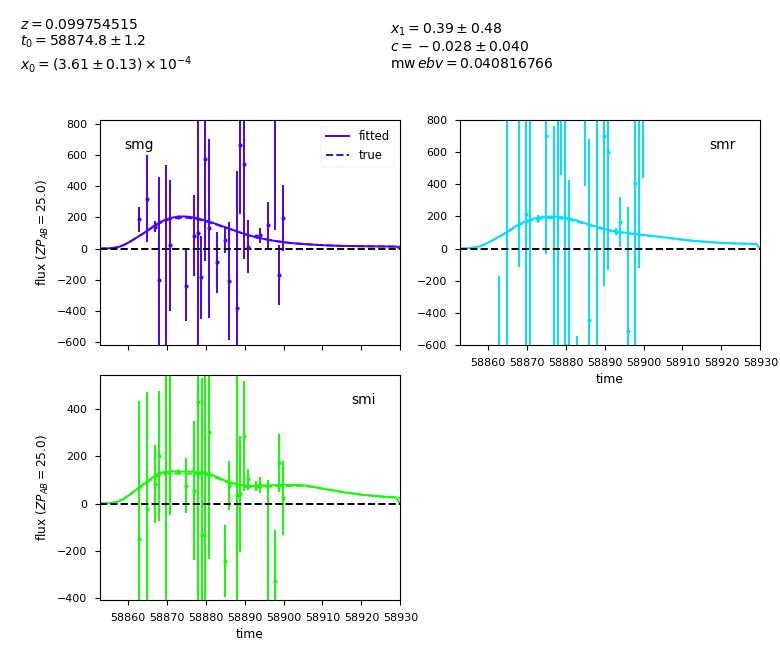 z = 0.099754515
t₀ = 58874.8 ± 1.2
x₀ = (3.61 ± 0.13) × 10⁻⁴
x₁ = 0.39 ± 0.48
c = −0.028 ± 0.040
mwebv = 0.040816766
800
600
400
200
0
−200
−400
−600
flux (ZP_AB = 25.0)
smg
fitted
true
800
600
400
200
0
−200
−400
−600
smr
58860 58870 58880 58890 58900 58910 58920 58930
time
400
200
0
−200
−400
flux (ZP_AB = 25.0)
smi
58860 58870 58880 58890 58900 58910 58920 58930
time